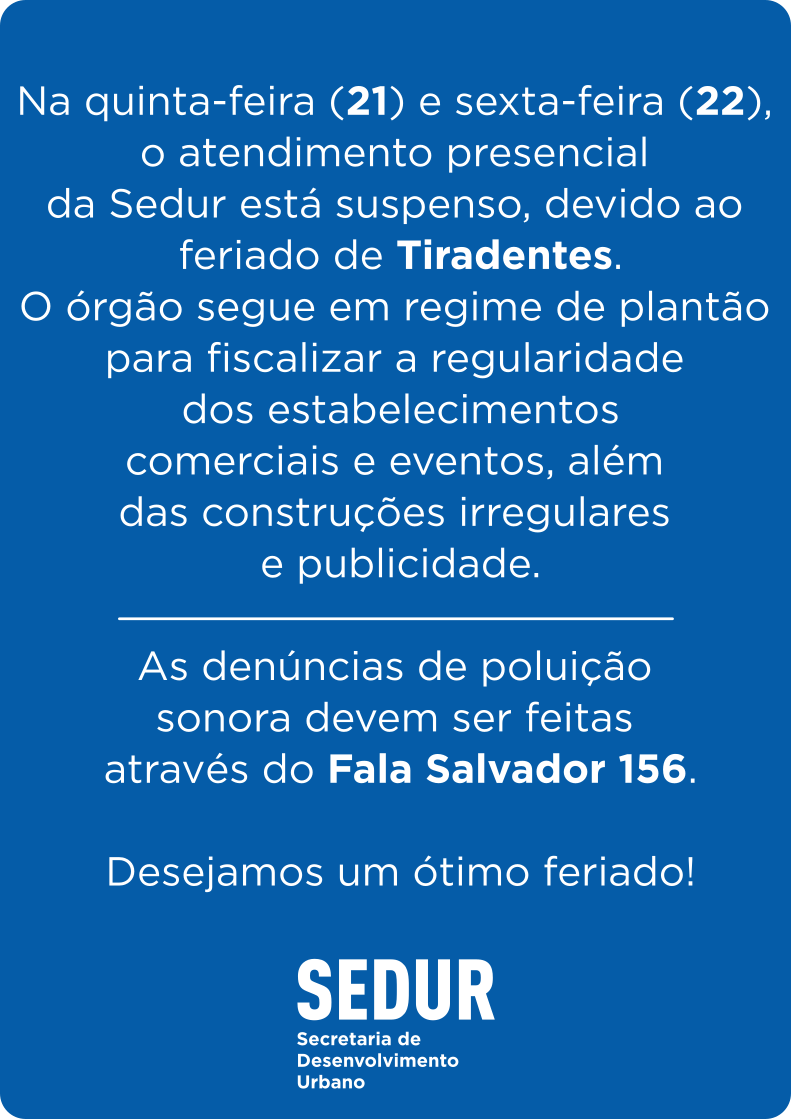 Na quinta-feira (21) e sexta-feira (22),
o atendimento presencial
da Sedur está suspenso, devido ao
feriado de Tiradentes.
O órgão segue em regime de plantão
para fiscalizar a regularidade
dos estabelecimentos
comerciais e eventos, além
das construções irregulares
e publicidade.
As denúncias de poluição
sonora devem ser feitas
através do Fala Salvador 156.
Desejamos um ótimo feriado!
SEDUR
Secretaria de
Desenvolvimento
Urbano